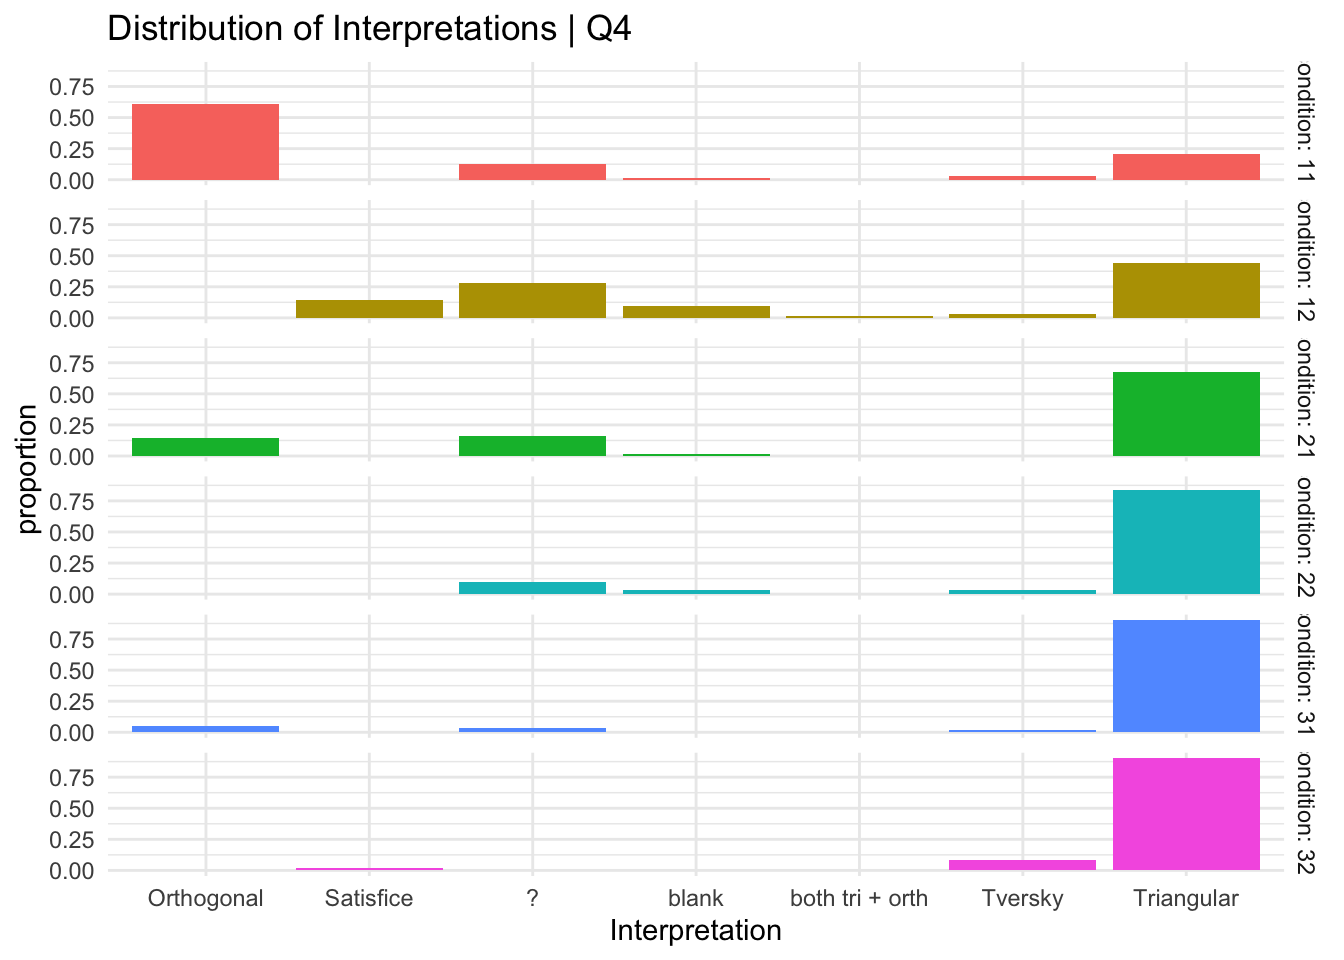 Distribution of Interpretations | Q4
proportion
0.75
0.50
0.25
0.00
ondition: 11
0.75
0.50
0.25
0.00
ondition: 12
0.75
0.50
0.25
0.00
ondition: 21
0.75
0.50
0.25
0.00
ondition: 22
0.75
0.50
0.25
0.00
ondition: 31
0.75
0.50
0.25
0.00
ondition: 32
Orthogonal Satisfice ? blank both tri + orth Tversky Triangular
Interpretation